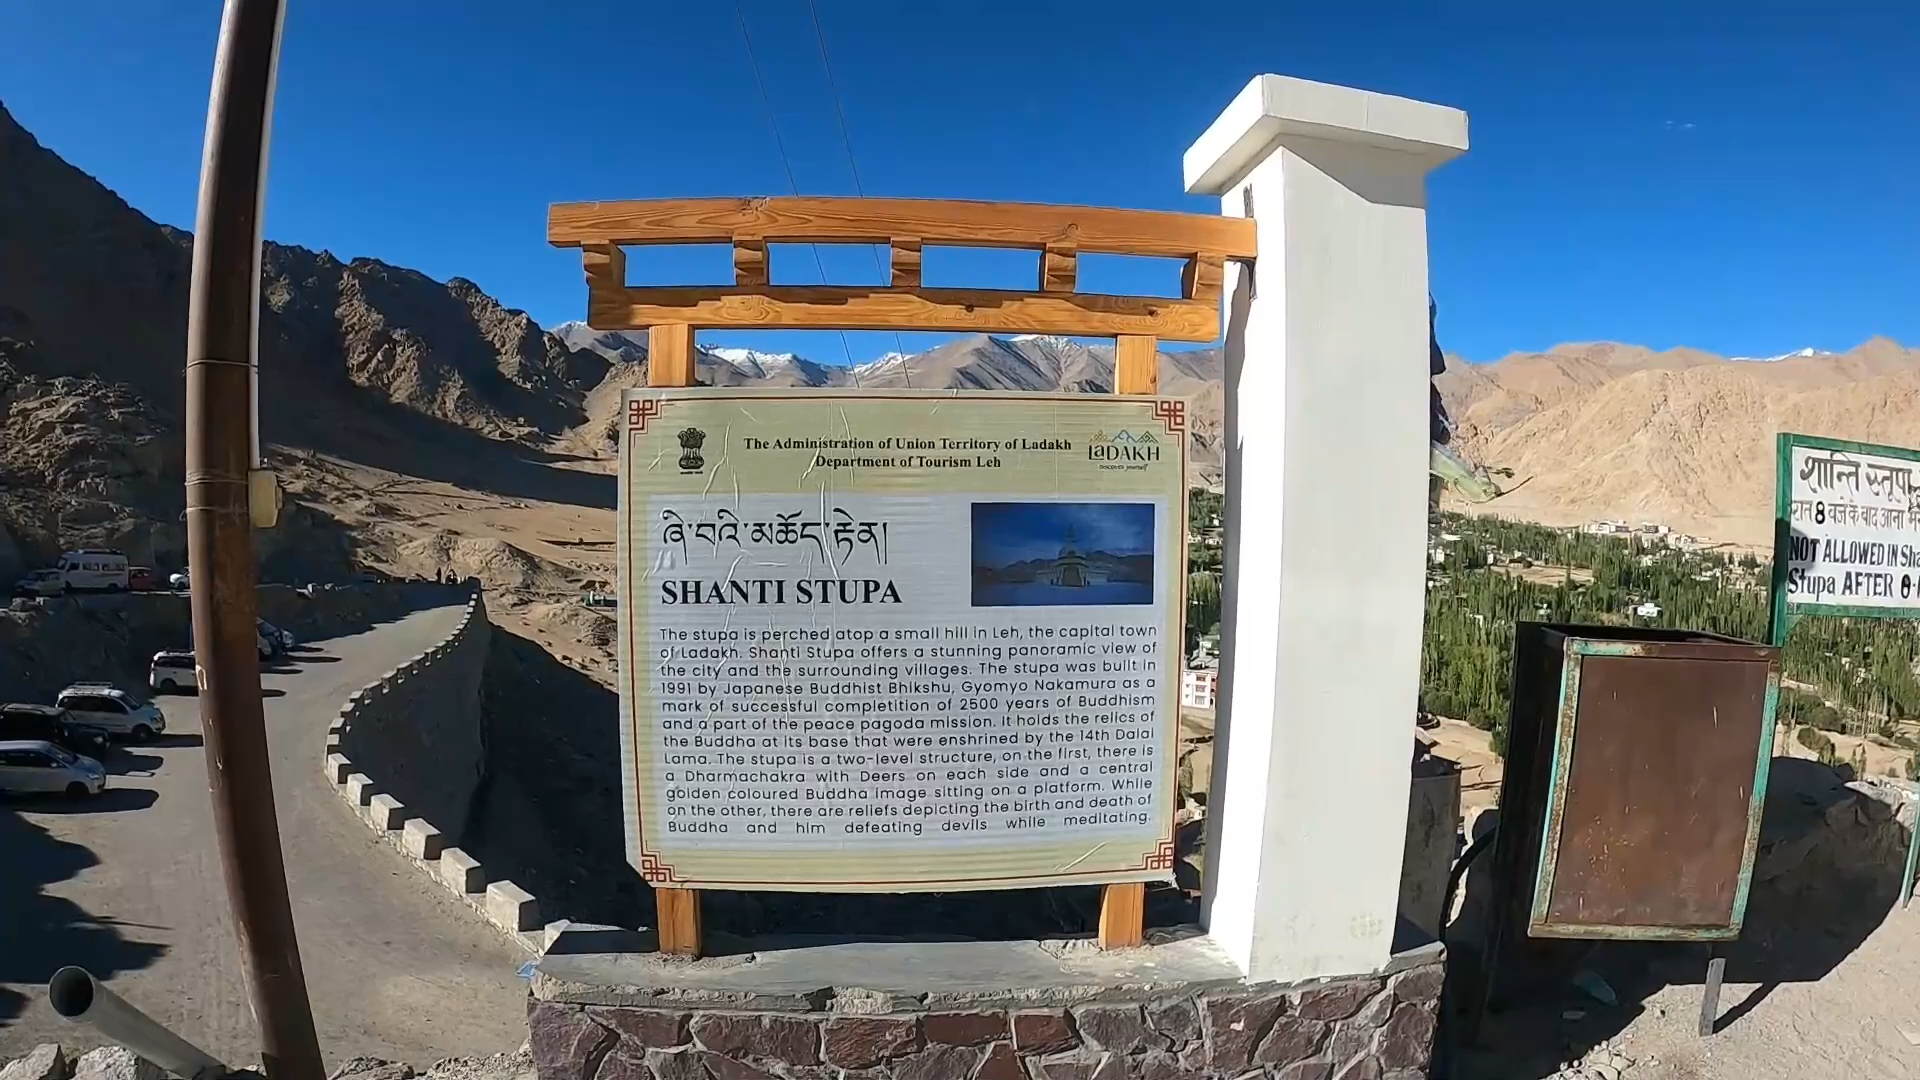 The Administration of Union Territory of Ladakh
Department of Tourism Leh
LaDAKH
DISCOVER yourself
ཞི་བའི་མཆོད་རྟེན།
SHANTI STUPA
The stupa is perched atop a small hill in Leh, the capital town
of Ladakh. Shanti Stupa offers a stunning panoramic view of
the city and the surrounding villages. The stupa was built in
1991 by Japanese Buddhist Bhikshu, Gyomyo Nakamura as a
mark of successful completition of 2500 years of Buddhism
and a part of the peace pagoda mission. It holds the relics of
the Buddha at its base that were enshrined by the 14th Dalai
Lama. The stupa is a two-level structure, on the first, there is
a Dharmachakra with Deers on each side and a central
golden coloured Buddha image sitting on a platform. While
on the other, there are reliefs depicting the birth and death of
Buddha and him defeating devils while meditating.
शान्ति स्तूपा
रात 8 बजे के बाद आना
NOT ALLOWED IN Sha
Stupa AFTER 8